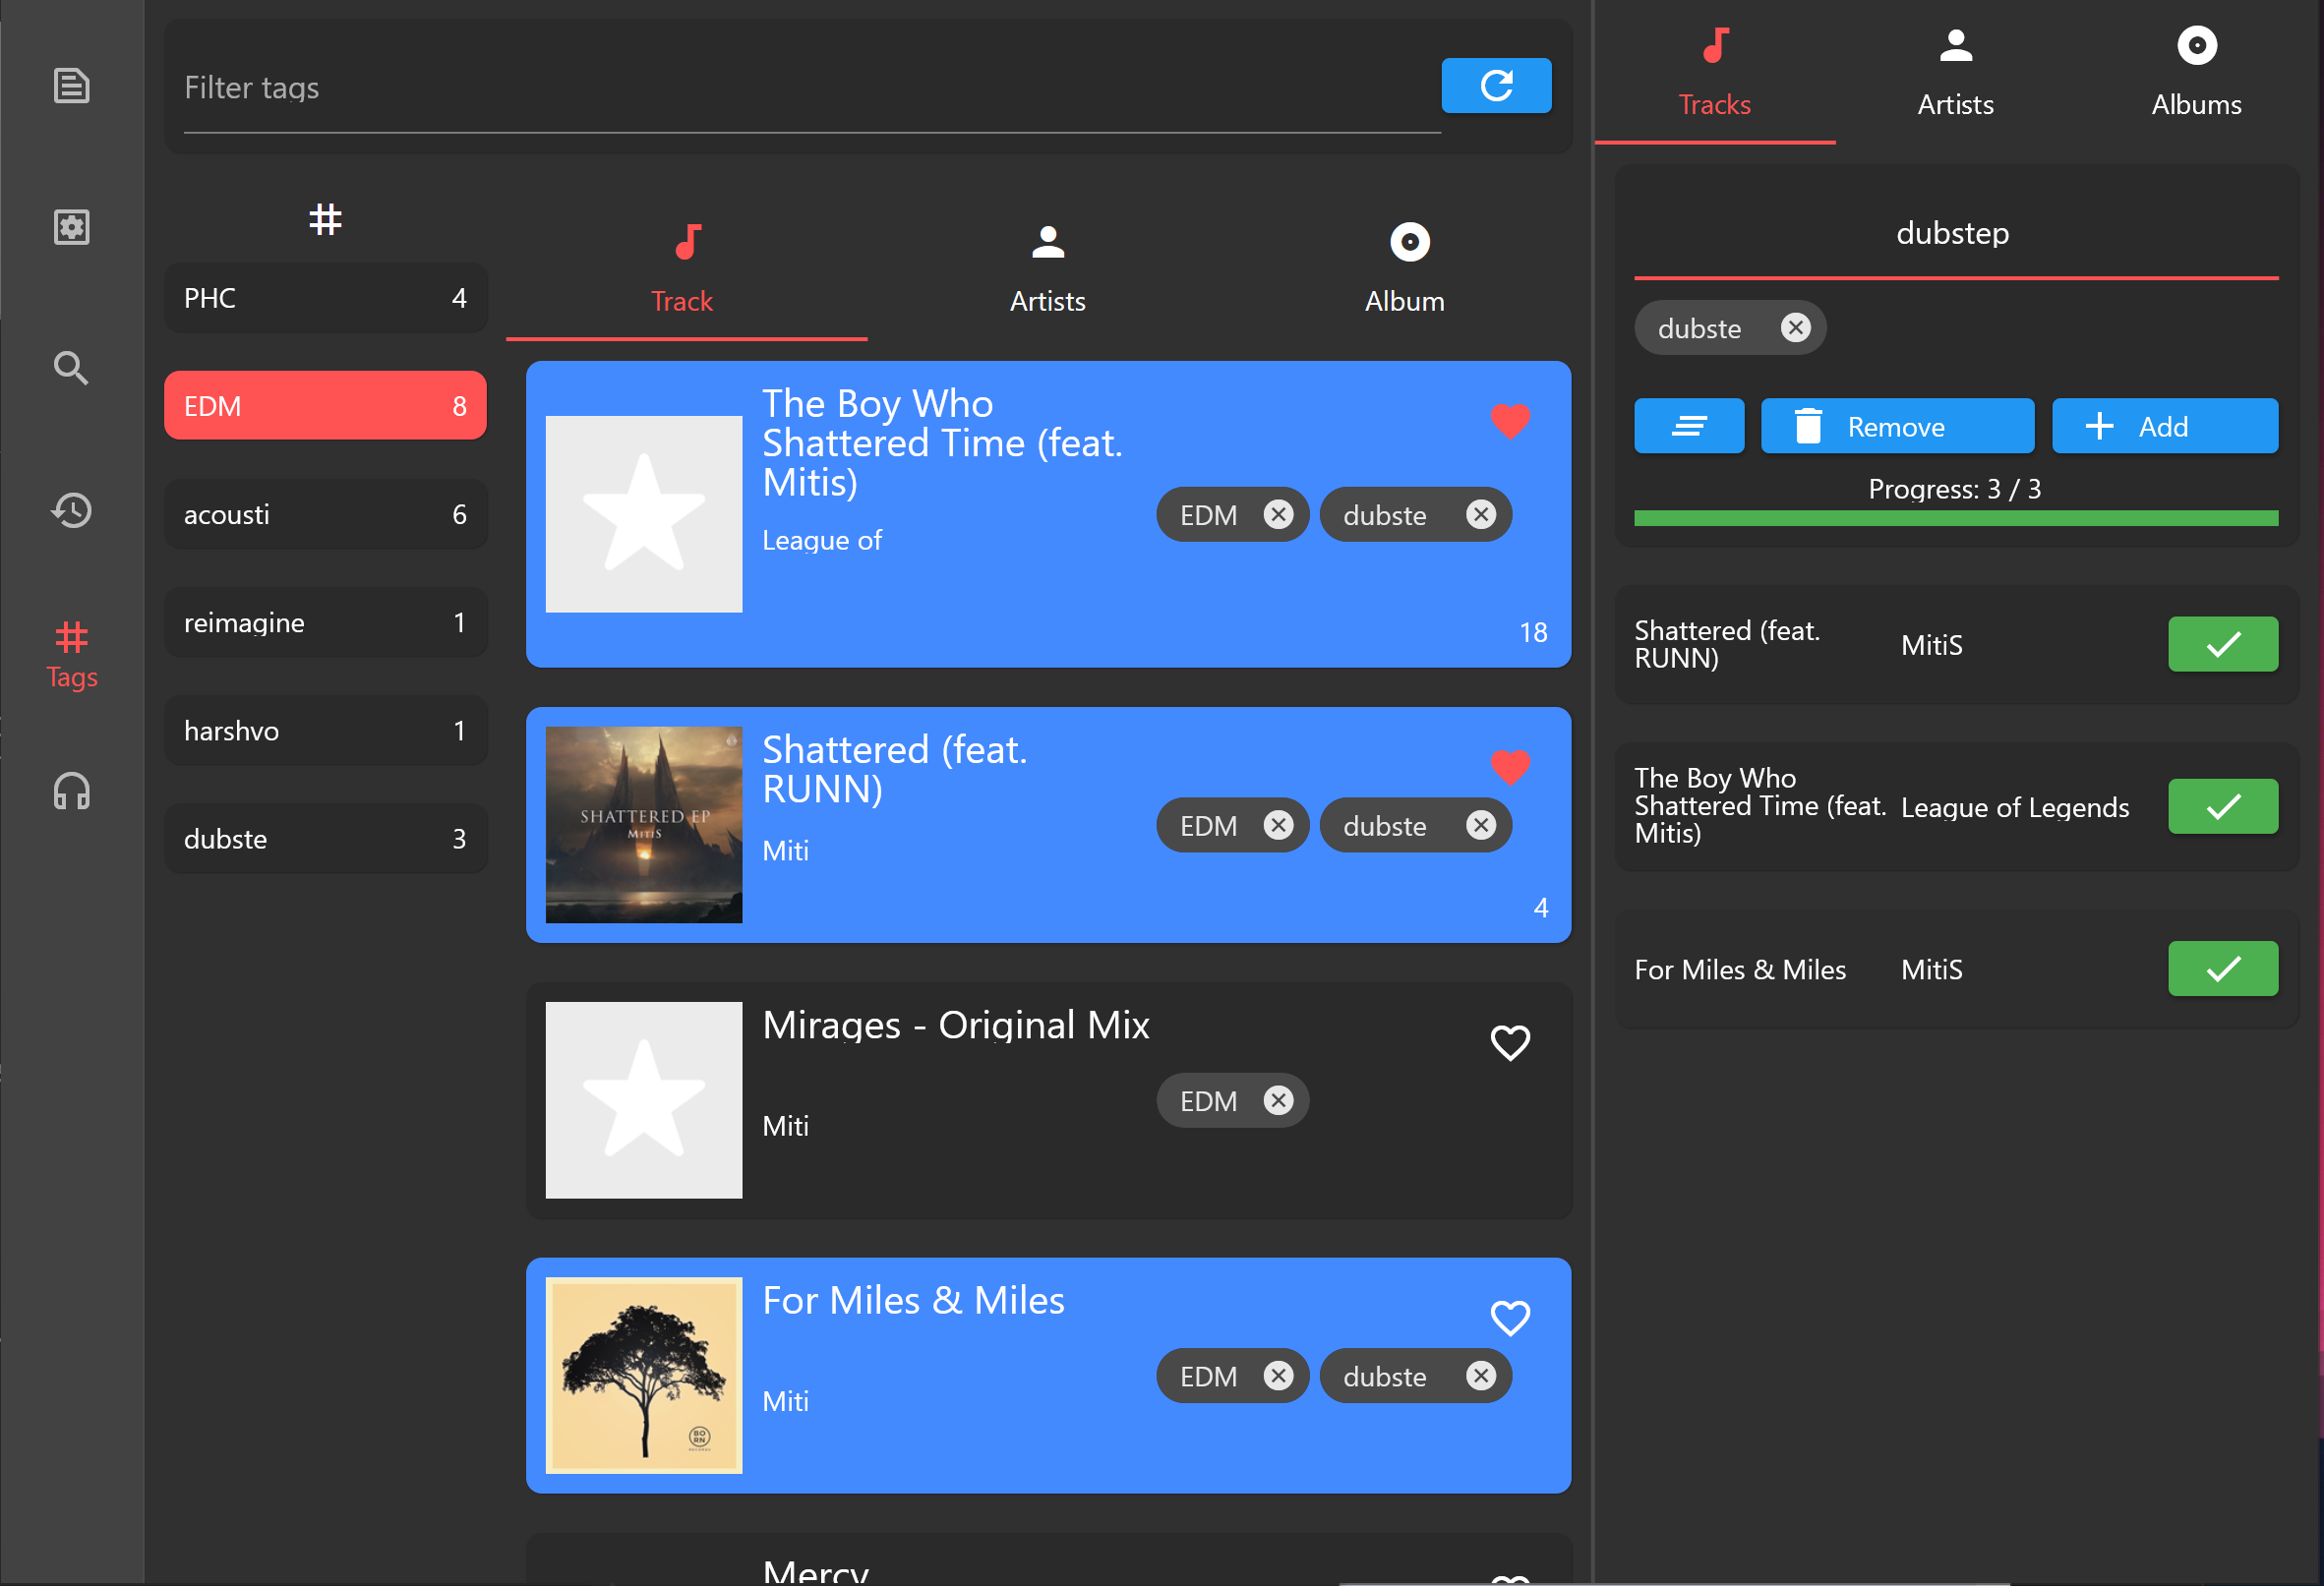 Filter tags
PHC 4
EDM 8
acousti 6
reimagine 1
harshvo 1
dubste 3
Tags
Track
Artists
Album
The Boy Who
Shattered Time (feat.
Mitis)
League of
EDM
dubste
18
Shattered (feat.
RUNN)
Miti
EDM
dubste
4
SHATTERED EP
MITIS
Mirages - Original Mix
Miti
EDM
For Miles & Miles
Miti
EDM
dubste
BO
RN
Mercy
Tracks
Artists
Albums
dubstep
dubste
Remove
Add
Progress: 3 / 3
Shattered (feat.
RUNN)
MitiS
The Boy Who
Shattered Time (feat.
Mitis)
League of Legends
For Miles & Miles
MitiS